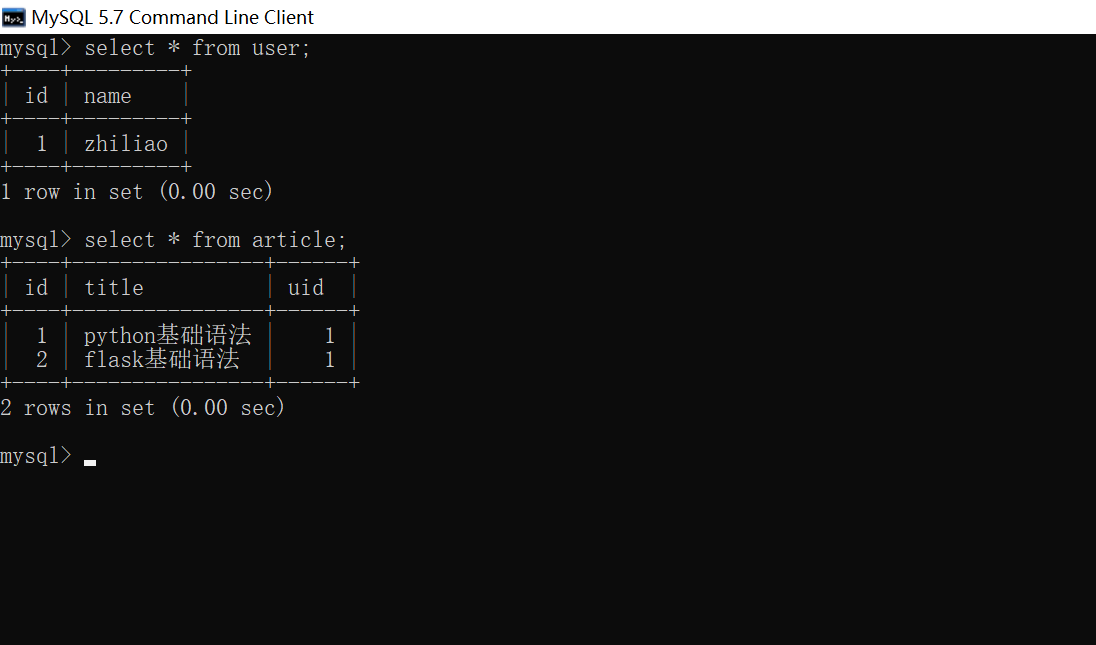 MySQL 5.7 Command Line Client
mysql> select * from user;
+----+---------+
| id | name    |
+----+---------+
|  1 | zhiliao |
+----+---------+
1 row in set (0.00 sec)
mysql> select * from article;
+----+----------------+------+
| id | title          | uid  |
+----+----------------+------+
|  1 | python基础语法 |    1 |
|  2 | flask基础语法  |    1 |
+----+----------------+------+
2 rows in set (0.00 sec)
mysql>